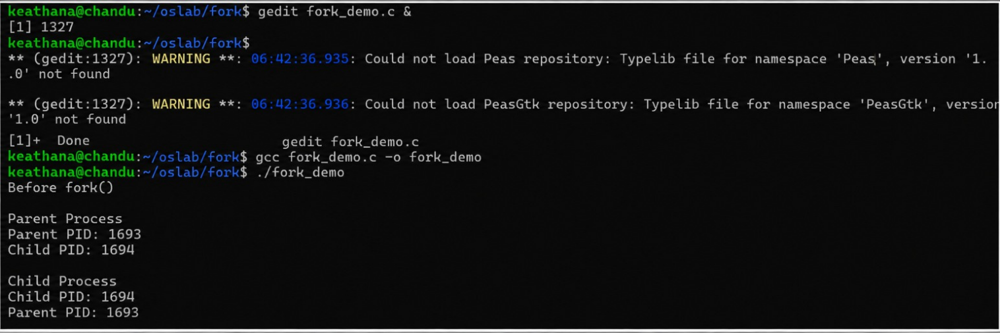 keathana@chandu:~/oslab/fork$ gedit fork_demo.c &
[1] 1327
keathana@chandu:~/oslab/fork$
** (gedit:1327): WARNING **: 06:42:36.935: Could not load Peas repository: Typelib file for namespace 'Peas', version '1.
.0' not found
** (gedit:1327): WARNING **: 06:42:36.936: Could not load PeasGtk repository: Typelib file for namespace 'PeasGtk', version
'1.0' not found
[1]+  Done                        gedit fork_demo.c
keathana@chandu:~/oslab/fork$ gcc fork_demo.c -o fork_demo
keathana@chandu:~/oslab/fork$ ./fork_demo
Before fork()
Parent Process
Parent PID: 1693
Child PID: 1694
Child Process
Child PID: 1694
Parent PID: 1693